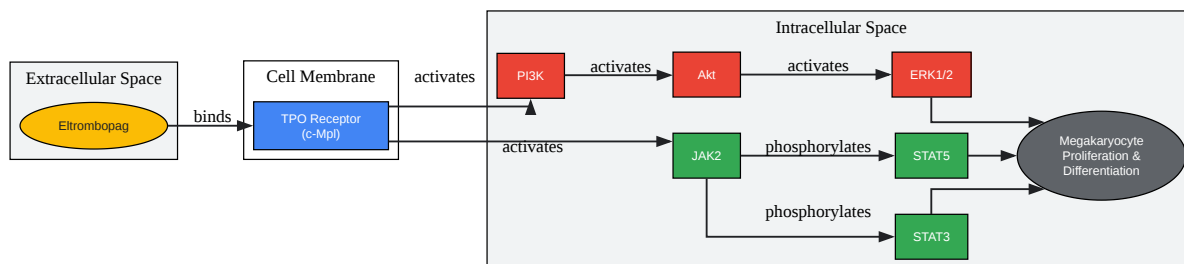 Intracellular Space
Extracellular Space
Cell Membrane
activates
PI3K
activates
Akt
activates
ERK1/2
Eltrombopag
binds
TPO Receptor
(c-Mpl)
activates
JAK2
phosphorylates
STAT5
Megakaryocyte
Proliferation &
Differentiation
phosphorylates
STAT3